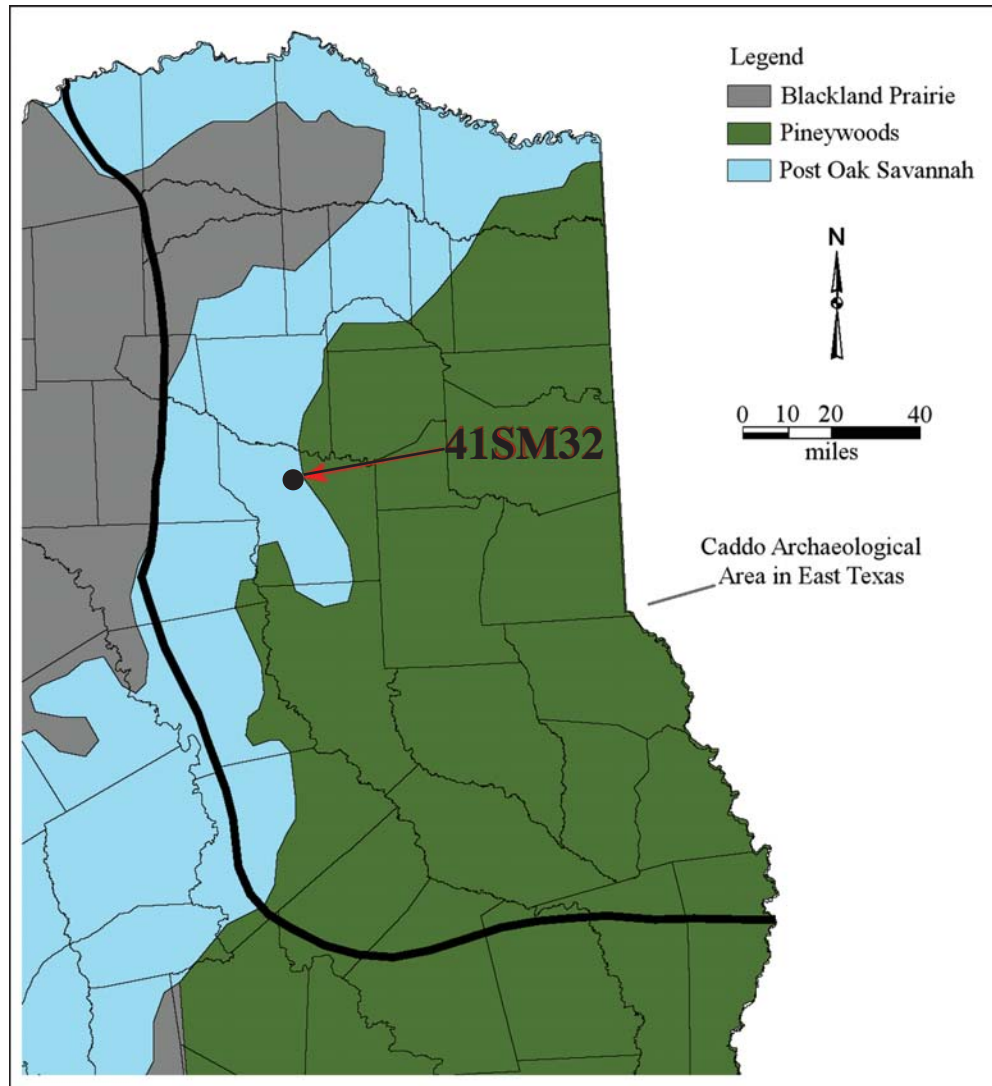 Legend
Blackland Prairie
Pineywoods
Post Oak Savannah
N
0 10 20 40
miles
41SM32
Caddo Archaeological
Area in East Texas